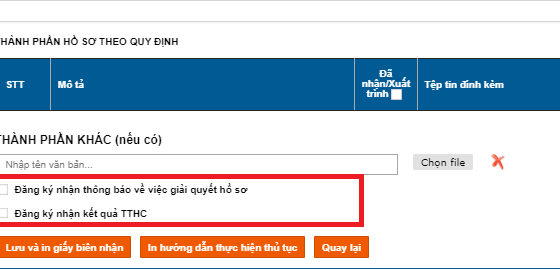 THÀNH PHẦN HỒ SƠ THEO QUY ĐỊNH
STT Mô tả Đã nhận/Xuất trình Tệp tin đính kèm
THÀNH PHẦN KHÁC (nếu có)
Nhập tên văn bản... Chọn file
Đăng ký nhận thông báo về việc giải quyết hồ sơ
Đăng ký nhận kết quả TTHC
Lưu và in giấy biên nhận In hướng dẫn thực hiện thủ tục Quay lại